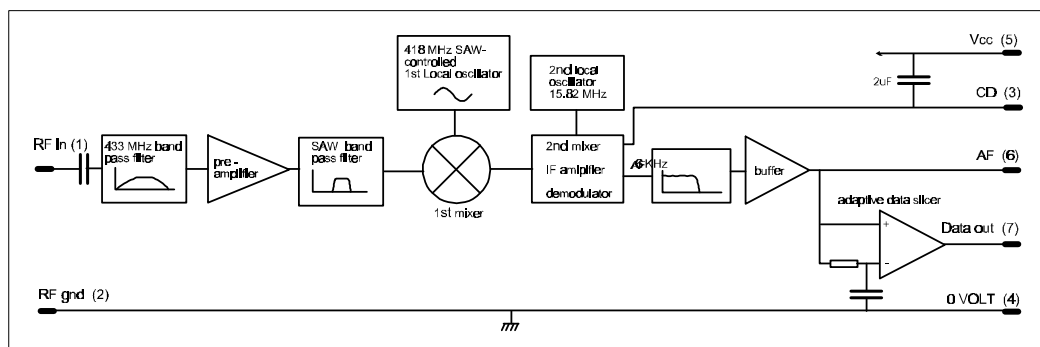 418 MHz SAW-
controlled
1st Local oscillator
2nd local
oscillator
15.82 MHz
Vcc (5)
2uF
CD (3)
RF In (1)
433 MHz band
pass filter
pre-
amplifier
SAW band
pass filter
1st mixer
2nd mixer
IF amplifier
demodulator
buffer
AF (6)
adaptive data slicer
+
-
Data out (7)
RF gnd (2)
0 VOLT (4)